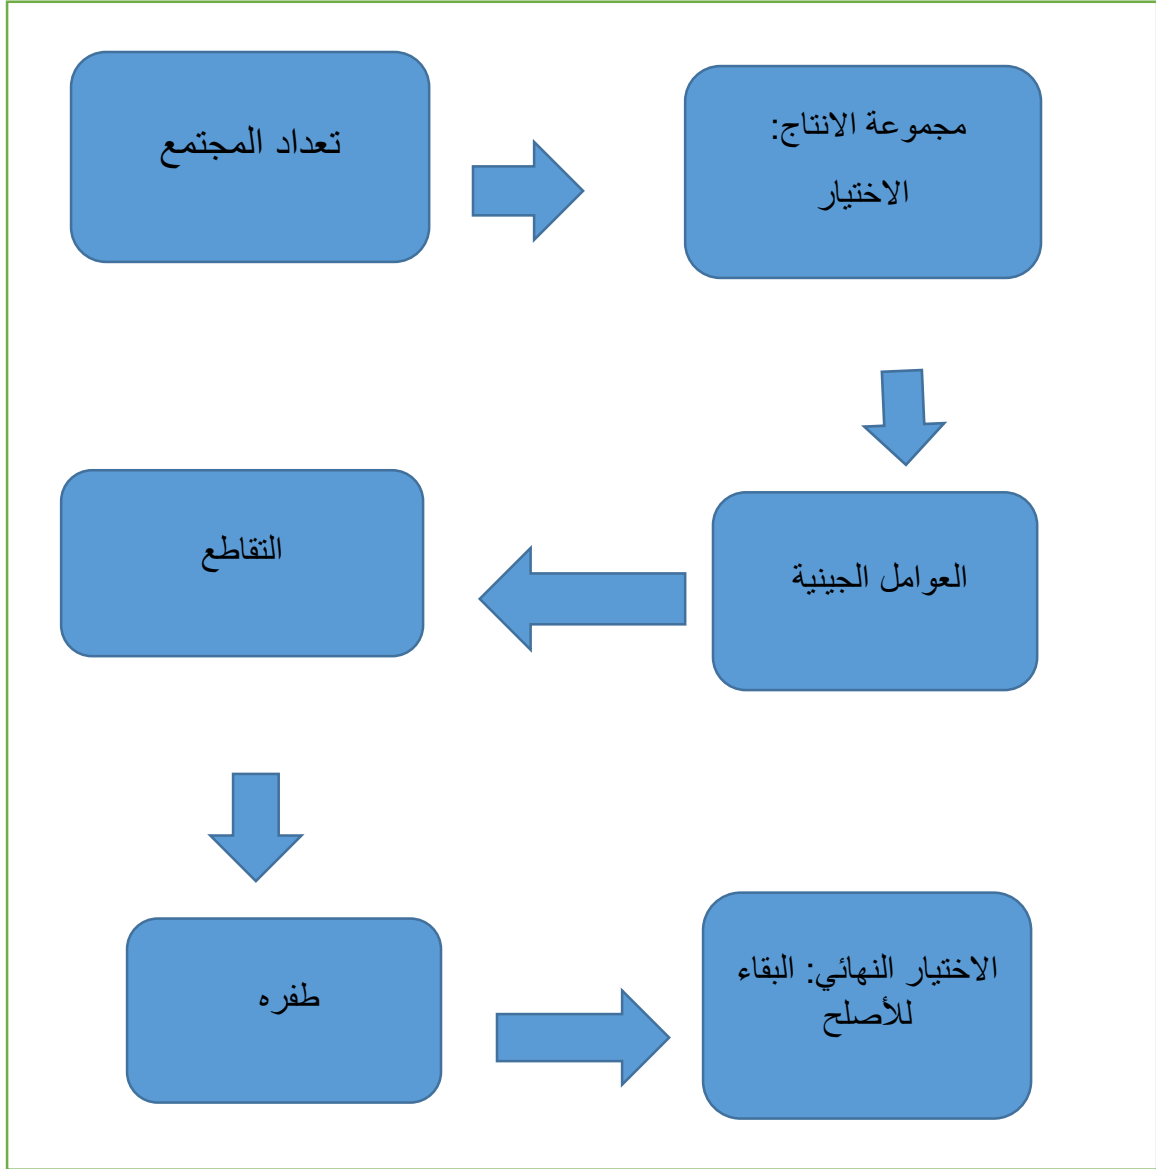 تعداد المجتمع
مجموعة الانتاج:
الاختيار
العوامل الجينية
التقاطع
طفره
الاختيار النهائي: البقاء
للأصلح